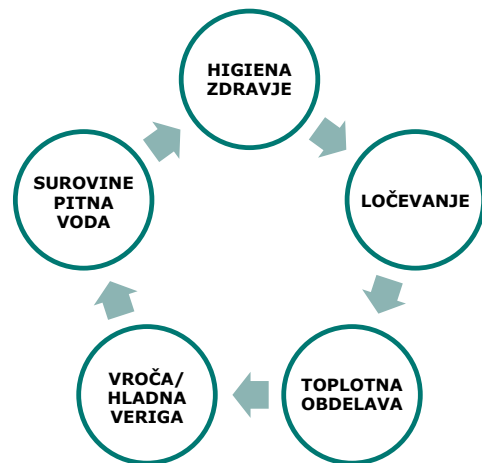 HIGIENA
ZDRAVJE
LOČEVANJE
TOPLOTNA
OBDELAVA
VROČA/
HLADNA
VERIGA
SUROVINE
PITNA
VODA